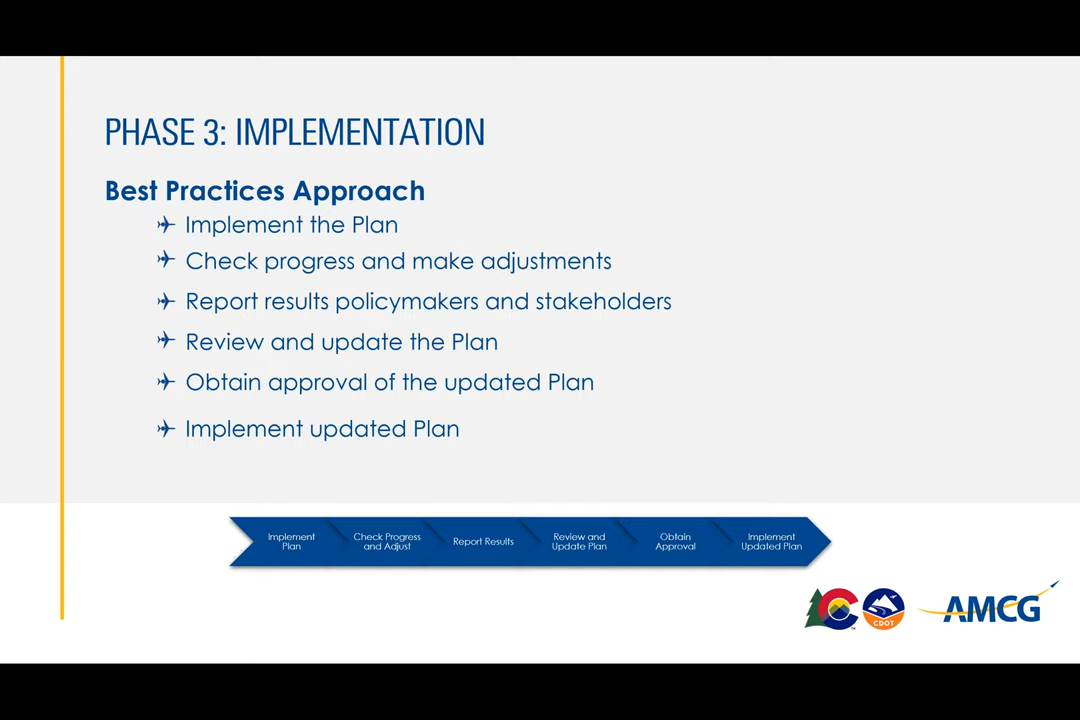 PHASE 3: IMPLEMENTATION
Best Practices Approach
Implement the Plan
Check progress and make adjustments
Report results policymakers and stakeholders
Review and update the Plan
Obtain approval of the updated Plan
Implement updated Plan
Implement
Plan
Check Progress
and Adjust
Report Results
Review and
Update Plan
Obtain
Approval
Implement
Updated Plan
CDOT
AMCG